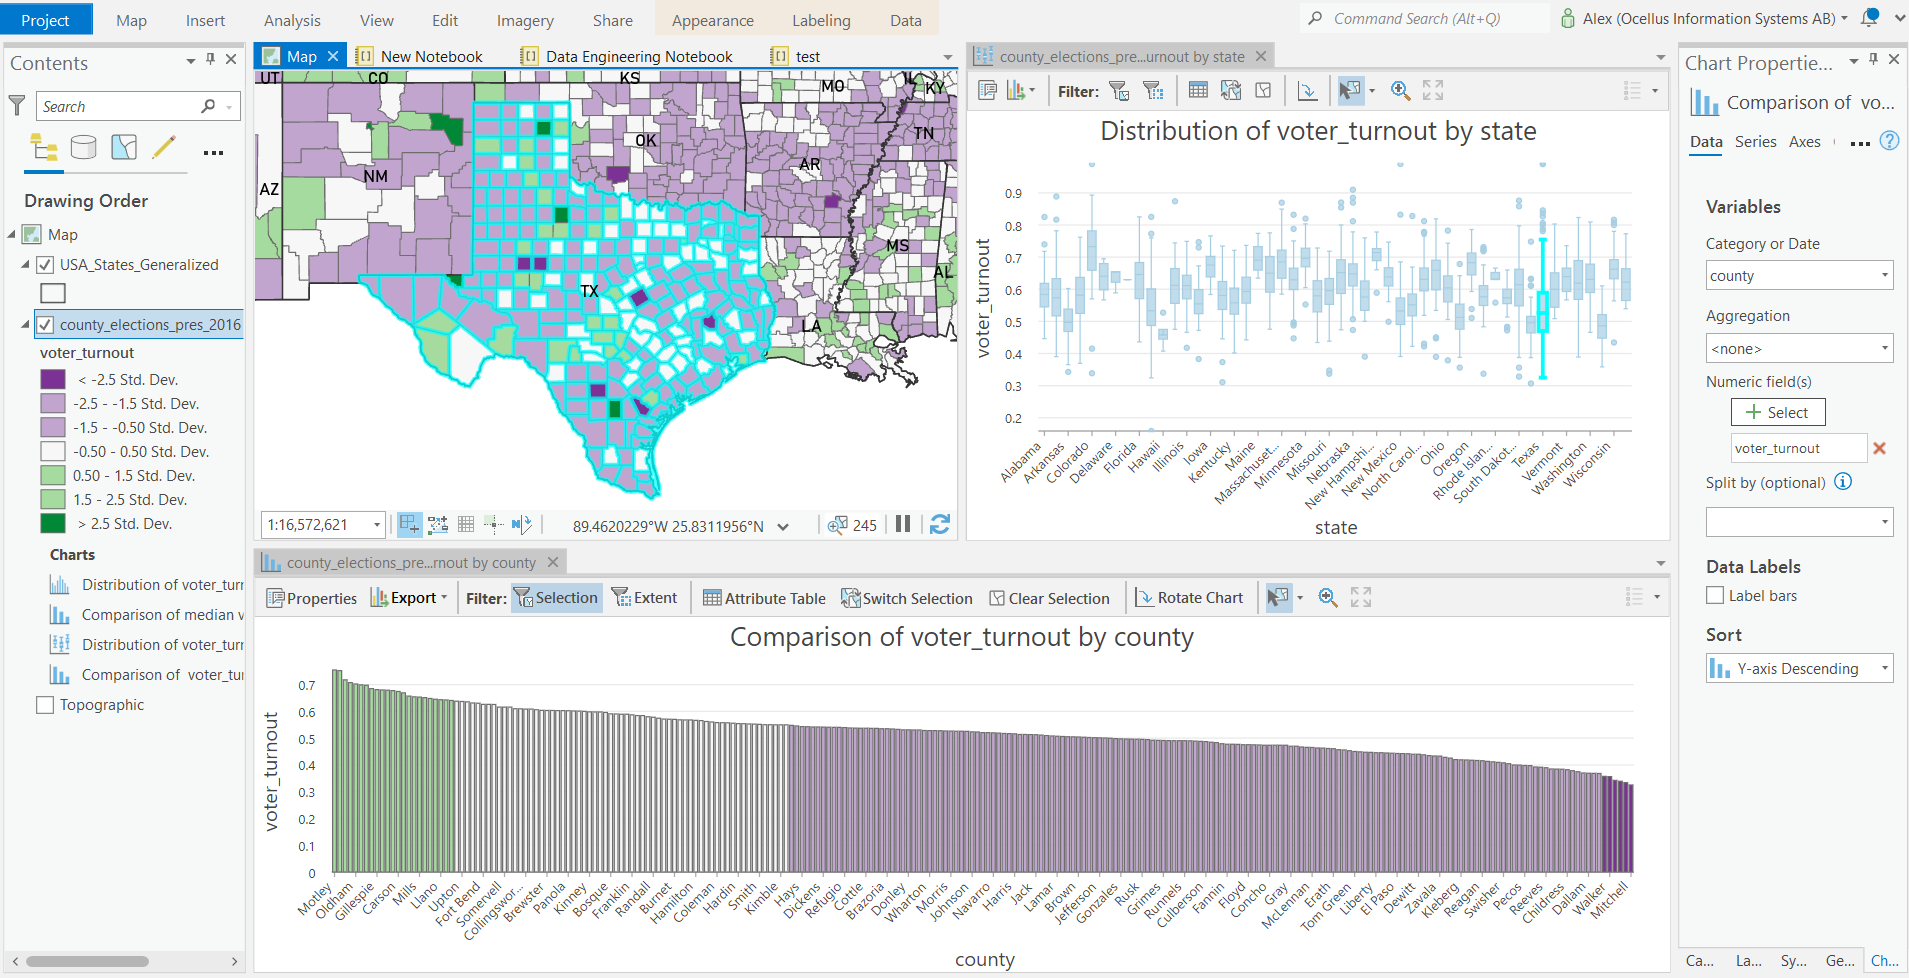 Project
Map
Insert
Analysis
View
Edit
Imagery
Share
Appearance
Labeling
Data
Command Search (Alt+Q)
Alex (Ocellus Information Systems AB)
Contents
Search
Drawing Order
Map
USA_States_Generalized
county_elections_pres_2016
voter_turnout
< -2.5 Std. Dev.
-2.5 - -1.5 Std. Dev.
-1.5 - -0.50 Std. Dev.
-0.50 - 0.50 Std. Dev.
0.50 - 1.5 Std. Dev.
1.5 - 2.5 Std. Dev.
> 2.5 Std. Dev.
Charts
Distribution of voter_turr
Comparison of median v
Distribution of voter_turr
Comparison of voter_tur
Topographic
Map
New Notebook
Data Engineering Notebook
test
UT
CO
KS
MO
KY
OK
TN
NM
AR
AZ
MS
AL
TX
LA
1:16,572,621
89.4620229°W 25.8311956°N
245
county_elections_pre...urnout by state
Filter:
Distribution of voter_turnout by state
voter_turnout
0.9
0.8
0.7
0.6
0.5
0.4
0.3
0.2
Alabama
Arkansas
Colorado
Delaware
Florida
Hawaii
Illinois
Iowa
Kentucky
Maine
Massachuset...
Minnesota
Missouri
Nebraska
New Hampshi...
New Mexico
North Carol...
Ohio
Oregon
Rhode Islan...
South Dakot...
Texas
Vermont
Washington
Wisconsin
state
county_elections_pre...rnout by county
Properties
Export
Filter:
Selection
Extent
Attribute Table
Switch Selection
Clear Selection
Rotate Chart
Comparison of voter_turnout by county
voter_turnout
0.7
0.6
0.5
0.4
0.3
0.2
0.1
0
Motley
Oldham
Gillespie
Carson
Mills
Llano
Upton
Fort Bend
Somervell
Collingswor...
Brewster
Panola
Kinney
Bosque
Franklin
Randall
Burnet
Hamilton
Coleman
Hardin
Smith
Kimble
Hays
Dickens
Refugio
Cottle
Brazoria
Donley
Wharton
Morris
Johnson
Navarro
Harris
Jack
Lamar
Brown
Jefferson
Gonzales
Rusk
Grimes
Runnels
Culberson
Fannin
Floyd
Concho
Gray
McLennan
Erath
Tom Green
Liberty
El Paso
Dewitt
Zavala
Kleberg
Reagan
Swisher
Pecos
Reeves
Childress
Dallam
Walker
Mitchell
county
Chart Propertie...
Comparison of vo...
Data
Series
Axes
Variables
Category or Date
county
Aggregation
<none>
Numeric field(s)
Select
voter_turnout
Split by (optional)
Data Labels
Label bars
Sort
Y-axis Descending
Ca...
La...
Sy...
Ge...
Ch...